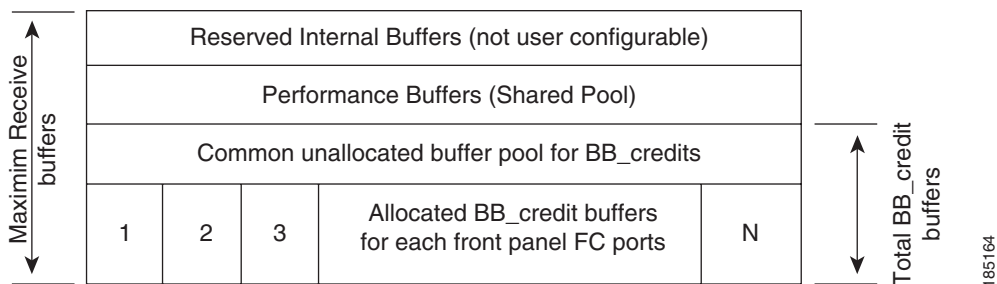 Maximim Receive
buffers
Reserved Internal Buffers (not user configurable)
Performance Buffers (Shared Pool)
Common unallocated buffer pool for BB_credits
1
2
3
Allocated BB_credit buffers
for each front panel FC ports
N
Total BB_credit
buffers
185164